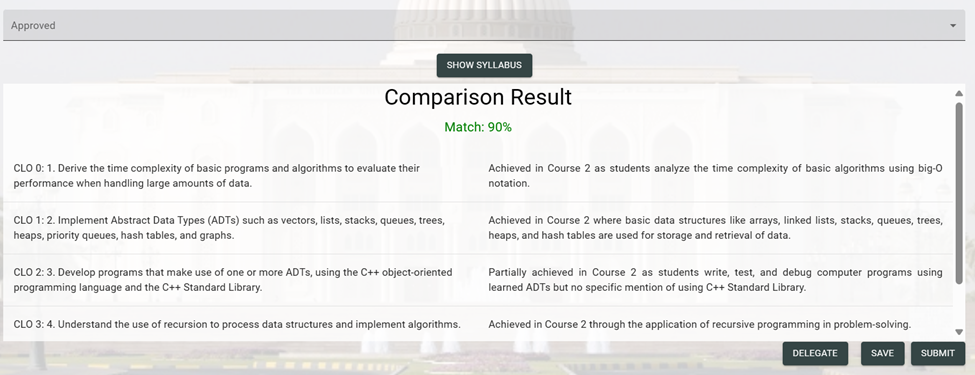 Approved
SHOW SYLLABUS
Comparison Result
Match: 90%
CLO 0: 1. Derive the time complexity of basic programs and algorithms to evaluate their
performance when handling large amounts of data.
Achieved in Course 2 as students analyze the time complexity of basic algorithms using big-O
notation.
CLO 1: 2. Implement Abstract Data Types (ADTs) such as vectors, lists, stacks, queues, trees,
heaps, priority queues, hash tables, and graphs.
Achieved in Course 2 where basic data structures like arrays, linked lists, stacks, queues, trees,
heaps, and hash tables are used for storage and retrieval of data.
CLO 2: 3. Develop programs that make use of one or more ADTs, using the C++ object-oriented
programming language and the C++ Standard Library.
Partially achieved in Course 2 as students write, test, and debug computer programs using
learned ADTs but no specific mention of using C++ Standard Library.
CLO 3: 4. Understand the use of recursion to process data structures and implement algorithms.
Achieved in Course 2 through the application of recursive programming in problem-solving.
DELEGATE
SAVE
SUBMIT